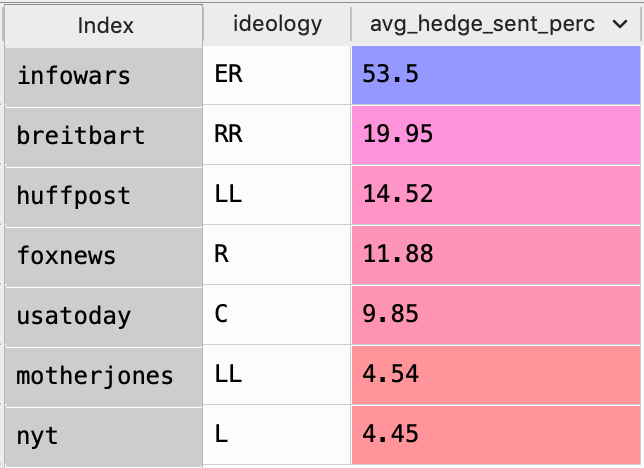 Index ideology avg_hedge_sent_perc
infowars ER 53.5
breitbart RR 19.95
huffpost LL 14.52
foxnews R 11.88
usatoday C 9.85
motherjones LL 4.54
nyt L 4.45